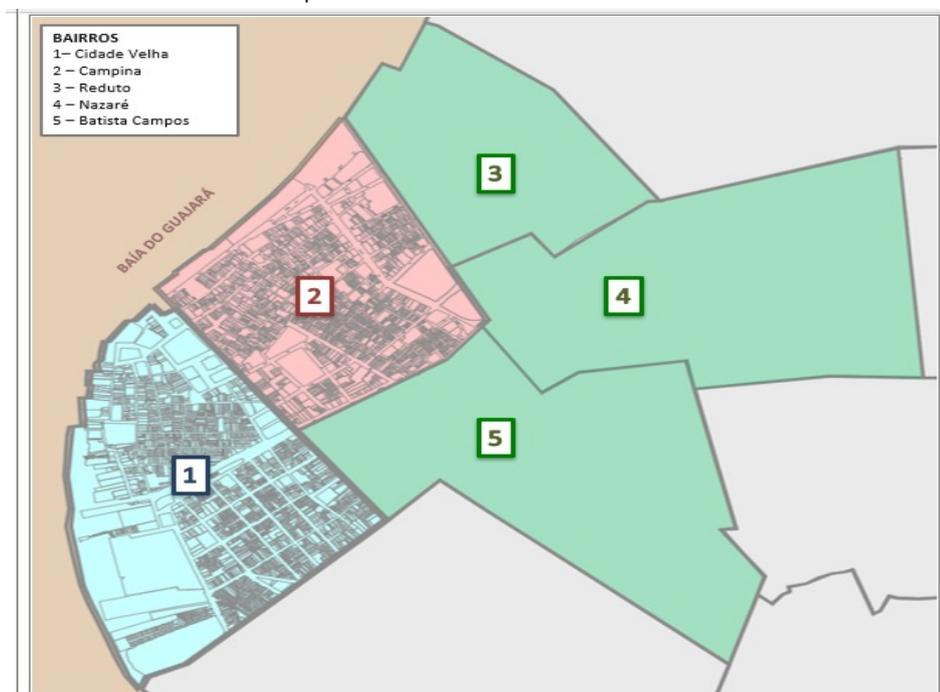 BAIRROS
1– Cidade Velha
2 – Campina
3 – Reduto
4 – Nazaré
5 – Batista Campos
BAÍA DO GUAJARÁ
3
2
4
5
1